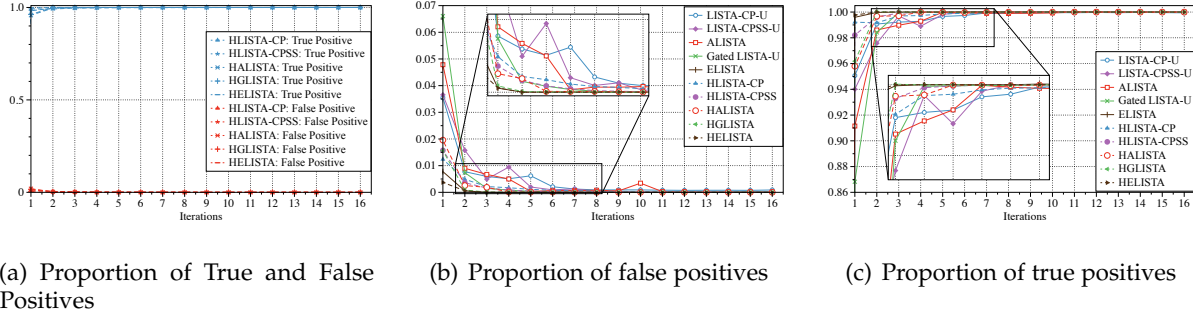 1.0
0.5
0
1 2 3 4 5 6 7 8 9 10 11 12 13 14 15 16
Iterations
HLISTA-CP: True Positive
HLISTA-CPSS: True Positive
HALISTA: True Positive
HGLISTA: True Positive
HELISTA: True Positive
HLISTA-CP: False Positive
HLISTA-CPSS: False Positive
HALISTA: False Positive
HGLISTA: False Positive
HELISTA: False Positive
(a) Proportion of True and False
Positives
0.07
0.06
0.05
0.04
0.03
0.02
0.01
0.00
1 2 3 4 5 6 7 8 9 10 11 12 13 14 15 16
Iterations
LISTA-CP-U
LISTA-CPSS-U
ALISTA
Gated LISTA-U
ELISTA
HLISTA-CP
HLISTA-CPSS
HALISTA
HGLISTA
HELISTA
(b) Proportion of false positives
1.00
0.98
0.96
0.94
0.92
0.90
0.88
0.86
1 2 3 4 5 6 7 8 9 10 11 12 13 14 15 16
Iterations
LISTA-CP-U
LISTA-CPSS-U
ALISTA
Gated LISTA-U
ELISTA
HLISTA-CP
HLISTA-CPSS
HALISTA
HGLISTA
HELISTA
(c) Proportion of true positives